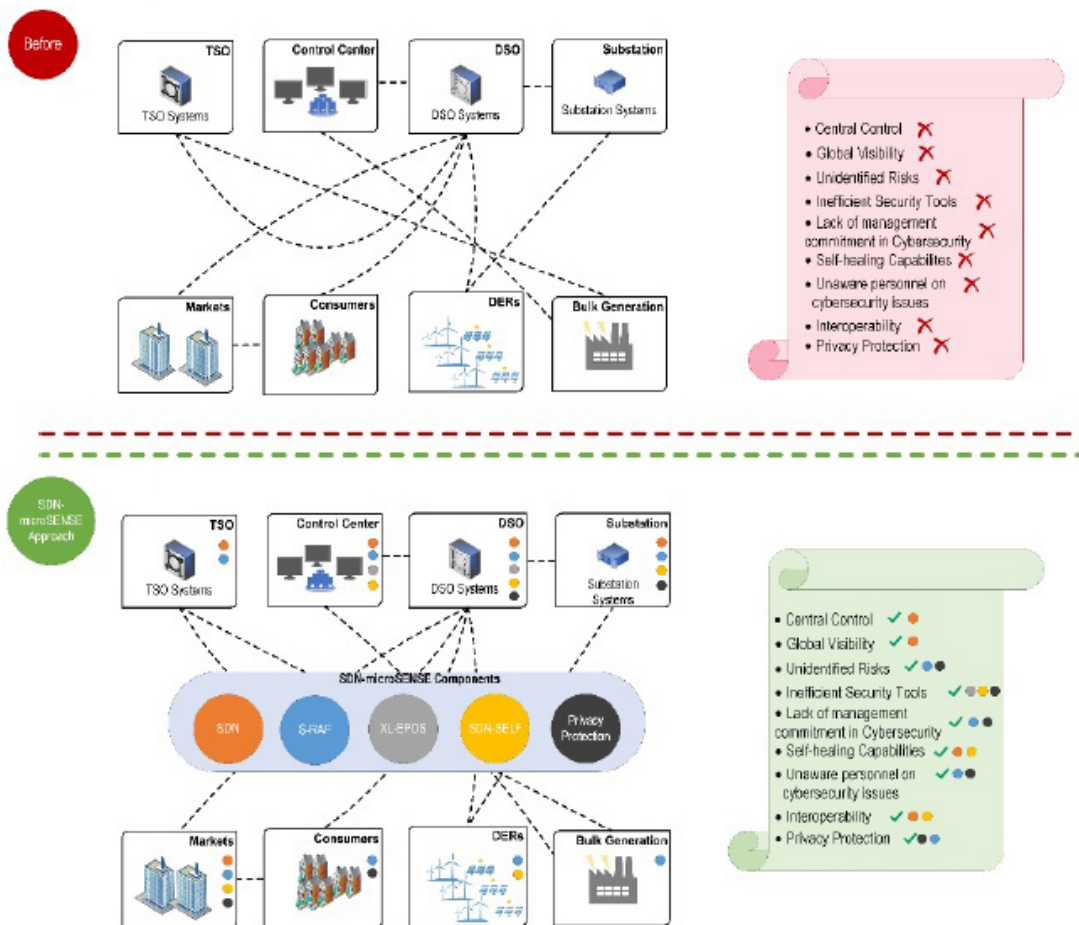 Before
TSO
TSO Systems
Control Center
DSO
DSO Systems
Substation
Substation Systems
Markets
Consumers
DERs
Bulk Generation
• Central Control
• Global Visibility
• Unidentified Risks
• Inefficient Security Tools
• Lack of management
commitment in Cybersecurity
• Self-healing Capabilites
• Unaware personnel on
cybersecurity issues
• Interoperability
• Privacy Protection
SDN-
microSENSE
Approach
TSO
TSO Systems
Control Center
DSO
DSO Systems
Substation
Substation
Systems
SDN-microSENSE Components
SDN
S-RAF
XL-EPDS
SDN-SELF
Privacy
Protection
Markets
Consumers
DERs
Bulk Generation
• Central Control
• Global Visibility
• Unidentified Risks
• Inefficient Security Tools
• Lack of management
commitment in Cybersecurity
• Self-healing Capabilities
• Unaware personnel on
cybersecurity issues
• Interoperability
• Privacy Protection